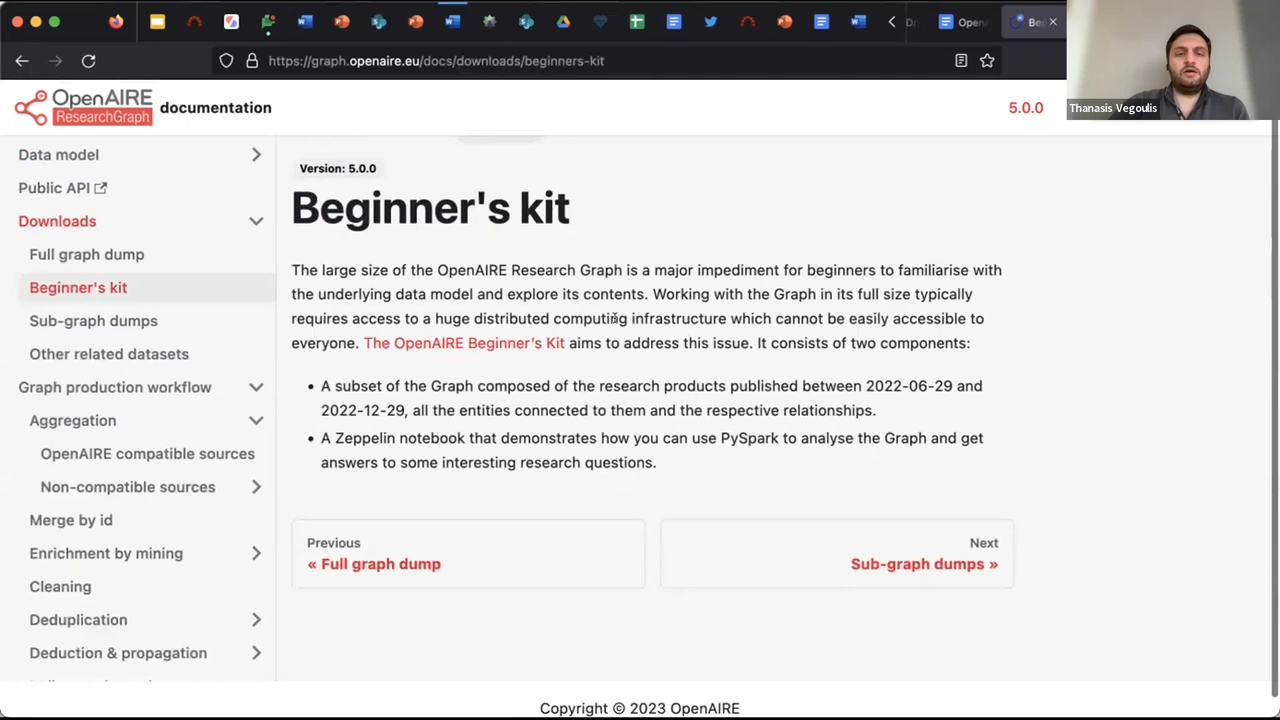 Open
Be
https://graph.openaire.eu/docs/downloads/beginners-kit
Thanasis Vegoulis
OpenAIRE
ResearchGraph
documentation
5.0.0
Data model
Public API
Downloads
Full graph dump
Beginner's kit
Sub-graph dumps
Other related datasets
Graph production workflow
Aggregation
OpenAIRE compatible sources
Non-compatible sources
Merge by id
Enrichment by mining
Cleaning
Deduplication
Deduction & propagation
Version: 5.0.0
Beginner's kit
The large size of the OpenAIRE Research Graph is a major impediment for beginners to familiarise with
the underlying data model and explore its contents. Working with the Graph in its full size typically
requires access to a huge distributed computing infrastructure which cannot be easily accessible to
everyone. The OpenAIRE Beginner’s Kit aims to address this issue. It consists of two components:
• A subset of the Graph composed of the research products published between 2022-06-29 and
2022-12-29, all the entities connected to them and the respective relationships.
• A Zeppelin notebook that demonstrates how you can use PySpark to analyse the Graph and get
answers to some interesting research questions.
Previous
« Full graph dump
Next
Sub-graph dumps »
Copyright © 2023 OpenAIRE